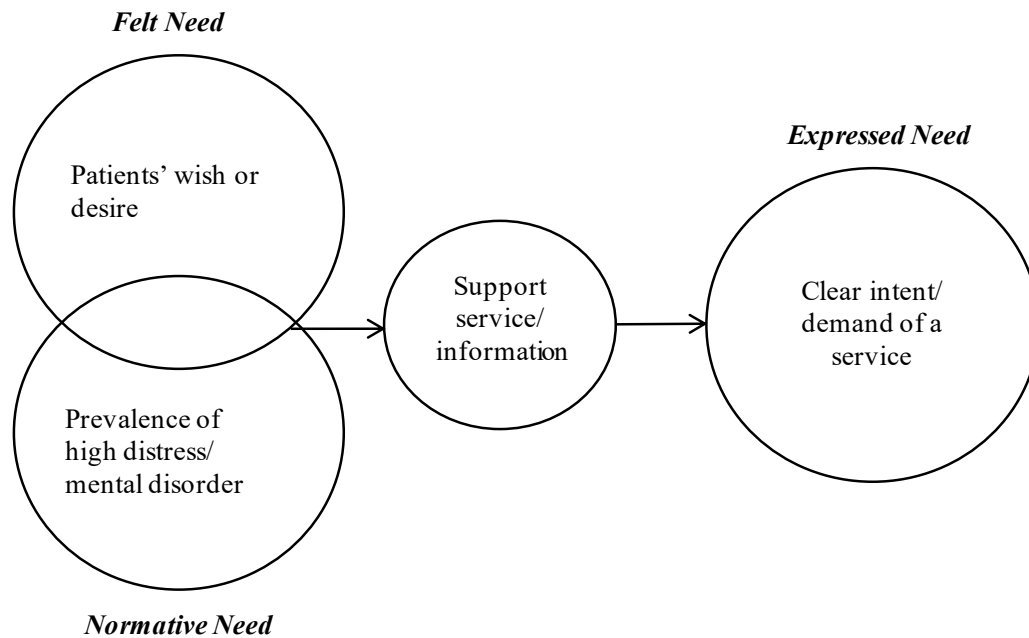 Felt Need
Patients’ wish or
desire
Prevalence of
high distress/
mental disorder
Normative Need
Support
service/
information
Expressed Need
Clear intent/
demand of a
service